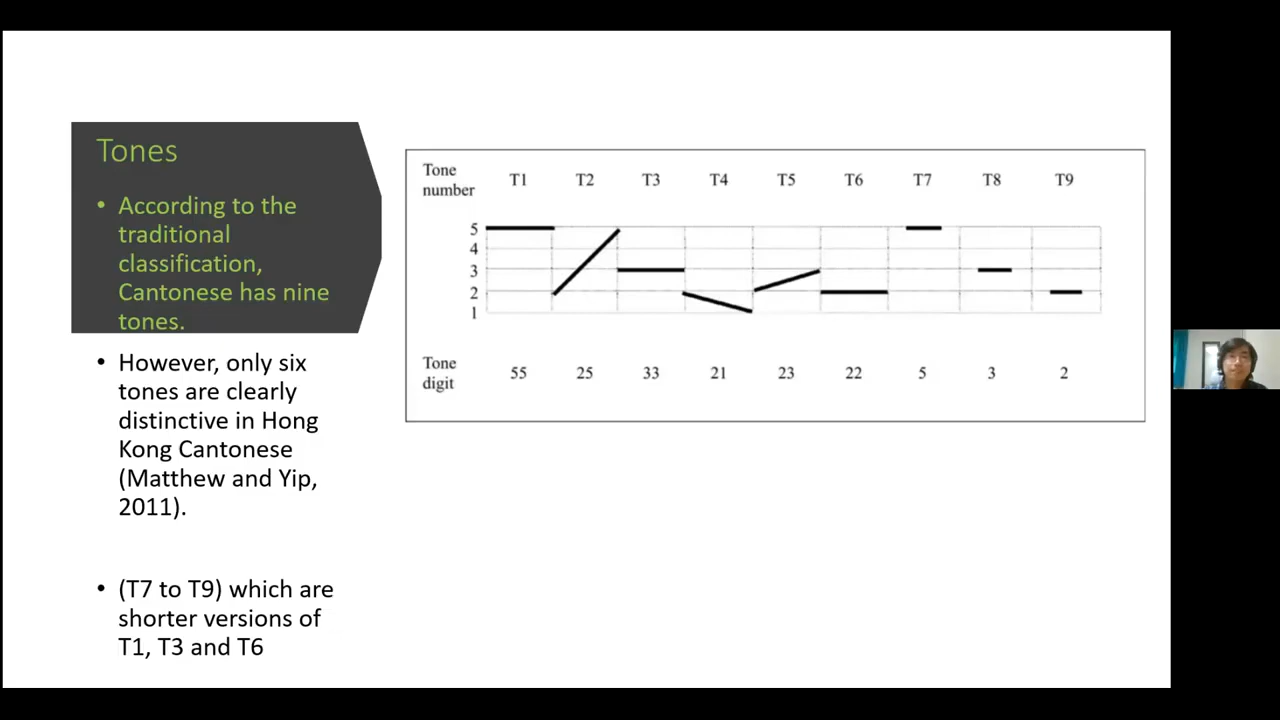 Tones
• According to the
traditional
classification,
Cantonese has nine
tones.
• However, only six
tones are clearly
distinctive in Hong
Kong Cantonese
(Matthew and Yip,
2011).
• (T7 to T9) which are
shorter versions of
T1, T3 and T6
Tone
number T1 T2 T3 T4 T5 T6 T7 T8 T9
5
4
3
2
1
Tone
digit 55 25 33 21 23 22 5 3 2